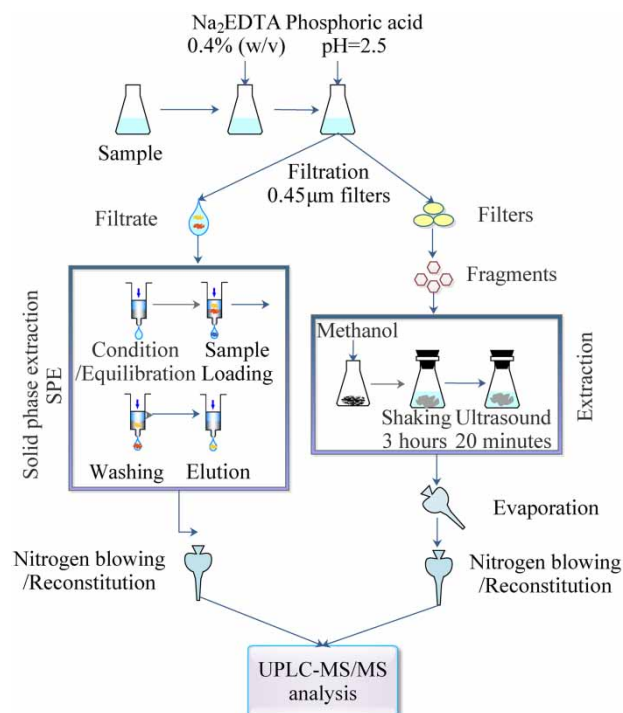 Na₂EDTA Phosphoric acid
0.4% (w/v) pH=2.5
Sample
Filtration
0.45μm filters
Filtrate
Filters
Fragments
Solid phase extraction
SPE
Condition
/Equilibration
Sample
Loading
Washing
Elution
Methanol
Shaking
3 hours
Ultrasound
20 minutes
Extraction
Evaporation
Nitrogen blowing
/Reconstitution
Nitrogen blowing
/Reconstitution
UPLC-MS/MS
analysis